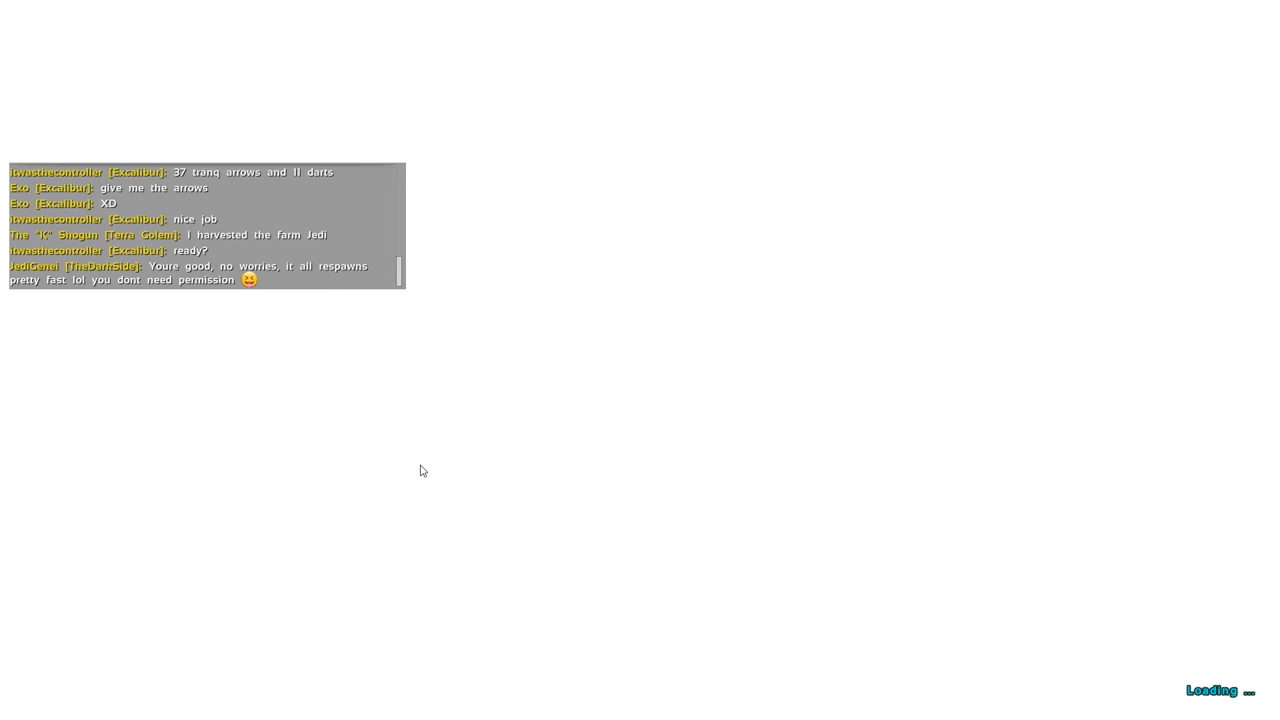 itwasthecontroller [Excalibur]: 37 tranq arrows and 11 darts
Exo [Excalibur]: give me the arrows
Exo [Excalibur]: XD
itwasthecontroller [Excalibur]: nice job
The "K" Shogun [Terra Golem]: I harvested the farm Jedi
itwasthecontroller [Excalibur]: ready?
JediGenei [TheDarkSide]: Youre good, no worries, it all respawns
pretty fast lol you dont need permission 😝
Loading ...